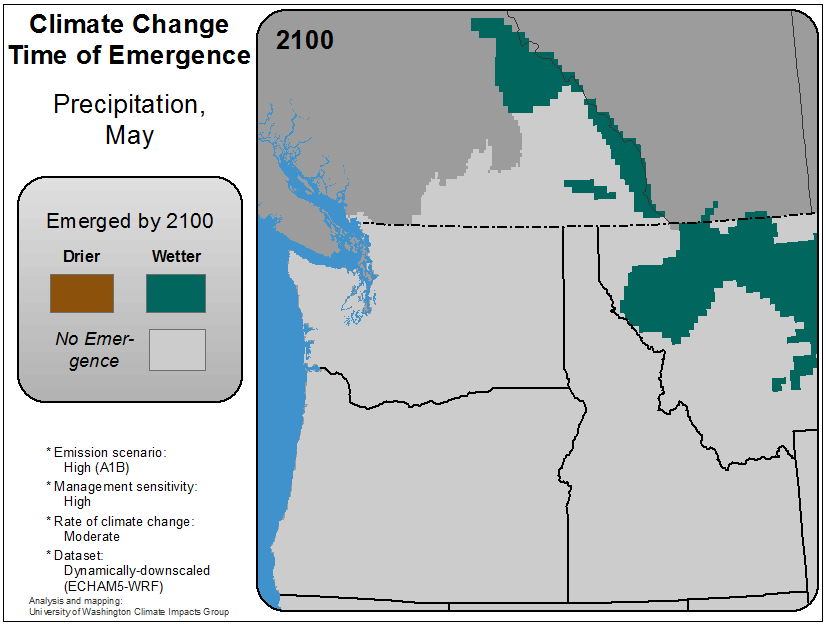 Climate Change
Time of Emergence
Precipitation,
May
Emerged by 2100
Drier
Wetter
No Emer-
gence
* Emission scenario:
High (A1B)
* Management sensitivity:
High
* Rate of climate change:
Moderate
* Dataset:
Dynamically-downscaled
(ECHAM5-WRF)
Analysis and mapping:
University of Washington Climate Impacts Group
2100